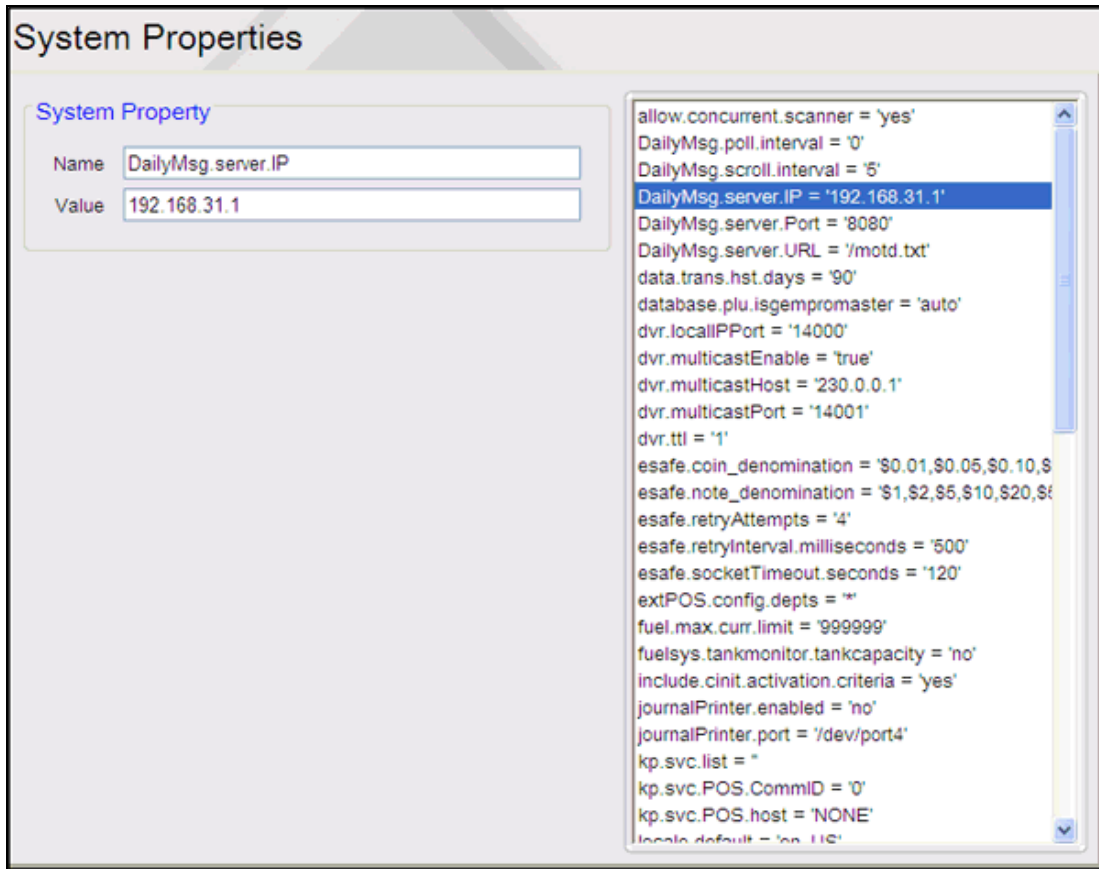 System Properties
System Property
Name DailyMsg.server.IP
Value 192.168.31.1
allow.concurrent.scanner = 'yes'
DailyMsg.poll.interval = '0'
DailyMsg.scroll.interval = '5'
DailyMsg.server.IP = '192.168.31.1'
DailyMsg.server.Port = '8080'
DailyMsg.server.URL = '/motd.txt'
data.trans.hst.days = '90'
database.plu.isgempromaster = 'auto'
dvr.localIPPort = '14000'
dvr.multicastEnable = 'true'
dvr.multicastHost = '230.0.0.1'
dvr.multicastPort = '14001'
dvr.ttl = '1'
esafe.coin_denomination = '$0.01,$0.05,$0.10,$
esafe.note_denomination = '$1,$2,$5,$10,$20,$
esafe.retryAttempts = '4'
esafe.retryInterval.milliseconds = '500'
esafe.socketTimeout.seconds = '120'
extPOS.config.depts = '*'
fuel.max.curr.limit = '999999'
fuelsys.tankmonitor.tankcapacity = 'no'
include.cinit.activation.criteria = 'yes'
journalPrinter.enabled = 'no'
journalPrinter.port = '/dev/port4'
kp.svc.list = ''
kp.svc.POS.CommID = '0'
kp.svc.POS.host = 'NONE'
locale.default = 'en_US'